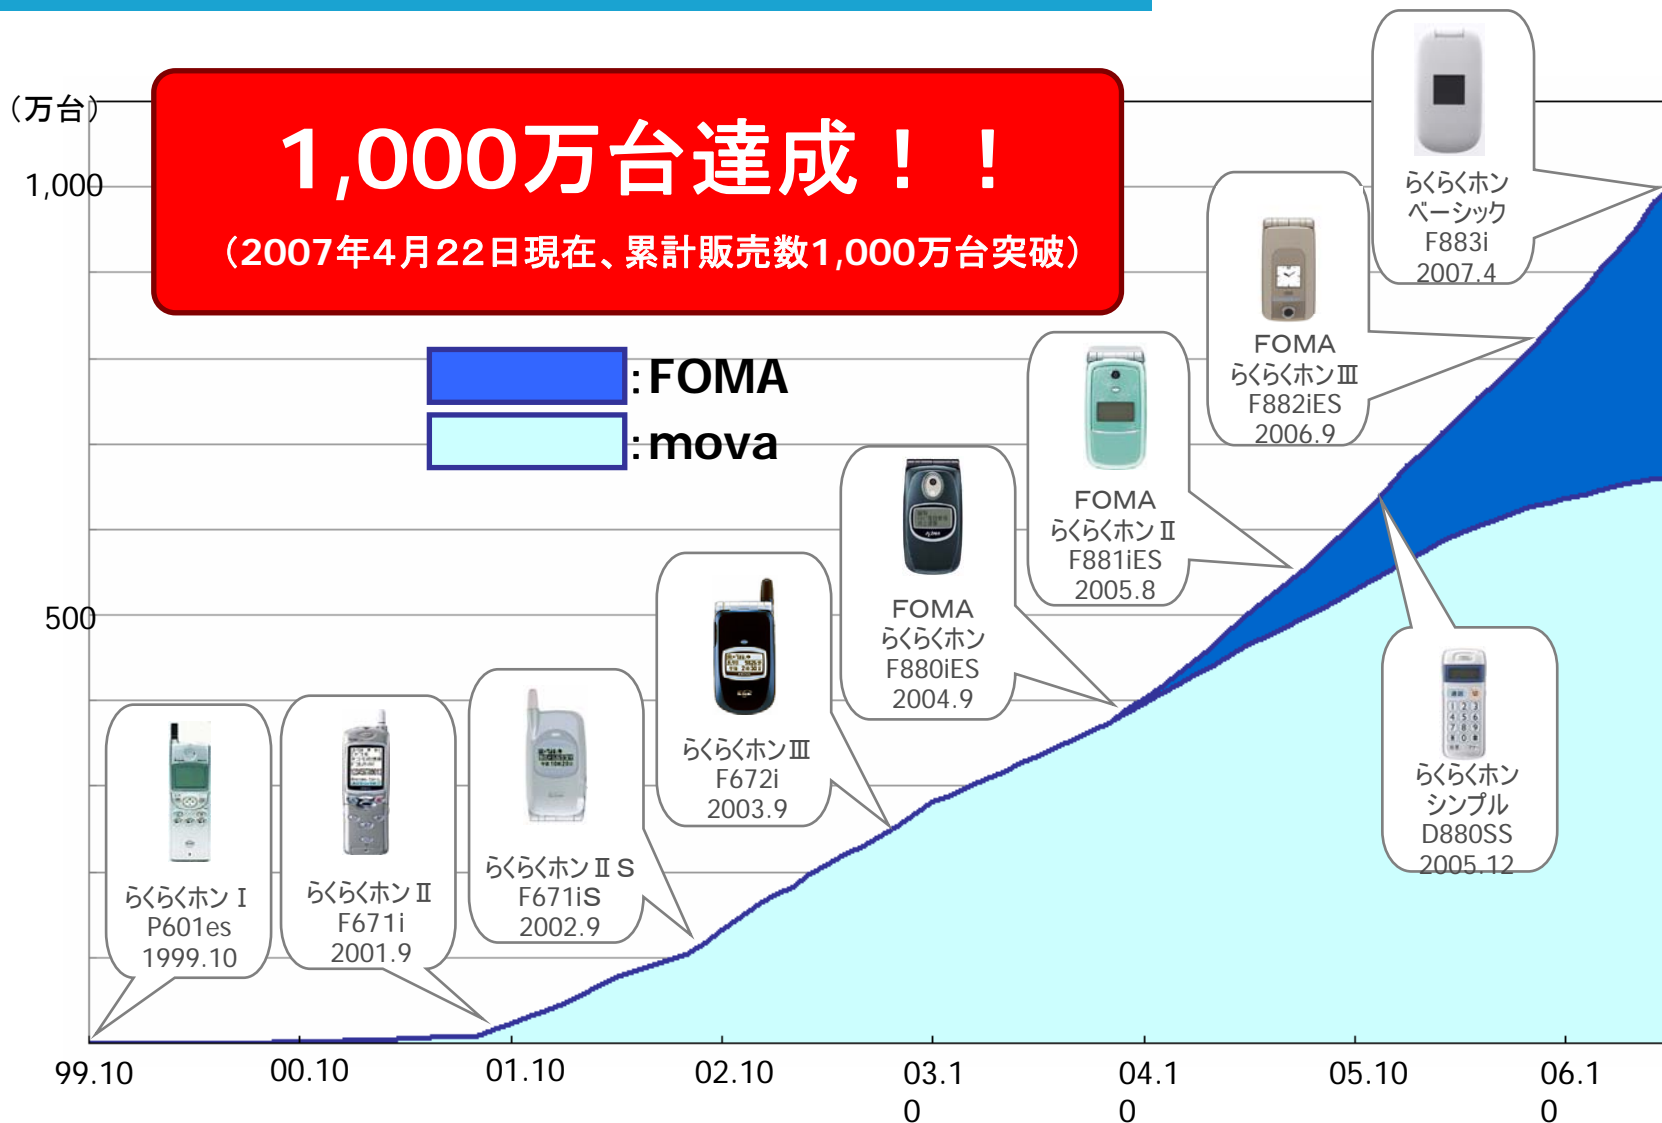 1,000万台達成！！
（2007年4月22日現在、累計販売数1,000万台突破）
（万台）
1,000
500
：FOMA
：mova
らくらくホンⅠ
P601es
1999.10
らくらくホンⅡ
F671i
2001.9
らくらくホンⅡS
F671iS
2002.9
らくらくホンⅢ
F672i
2003.9
FOMA
らくらくホン
F880iES
2004.9
FOMA
らくらくホンⅡ
F881iES
2005.8
FOMA
らくらくホンⅢ
F882iES
2006.9
らくらくホン
ベーシック
F883i
2007.4
らくらくホン
シンプル
D880SS
2005.12
99.10
00.10
01.10
02.10
03.1
0
04.1
0
05.10
06.1
0